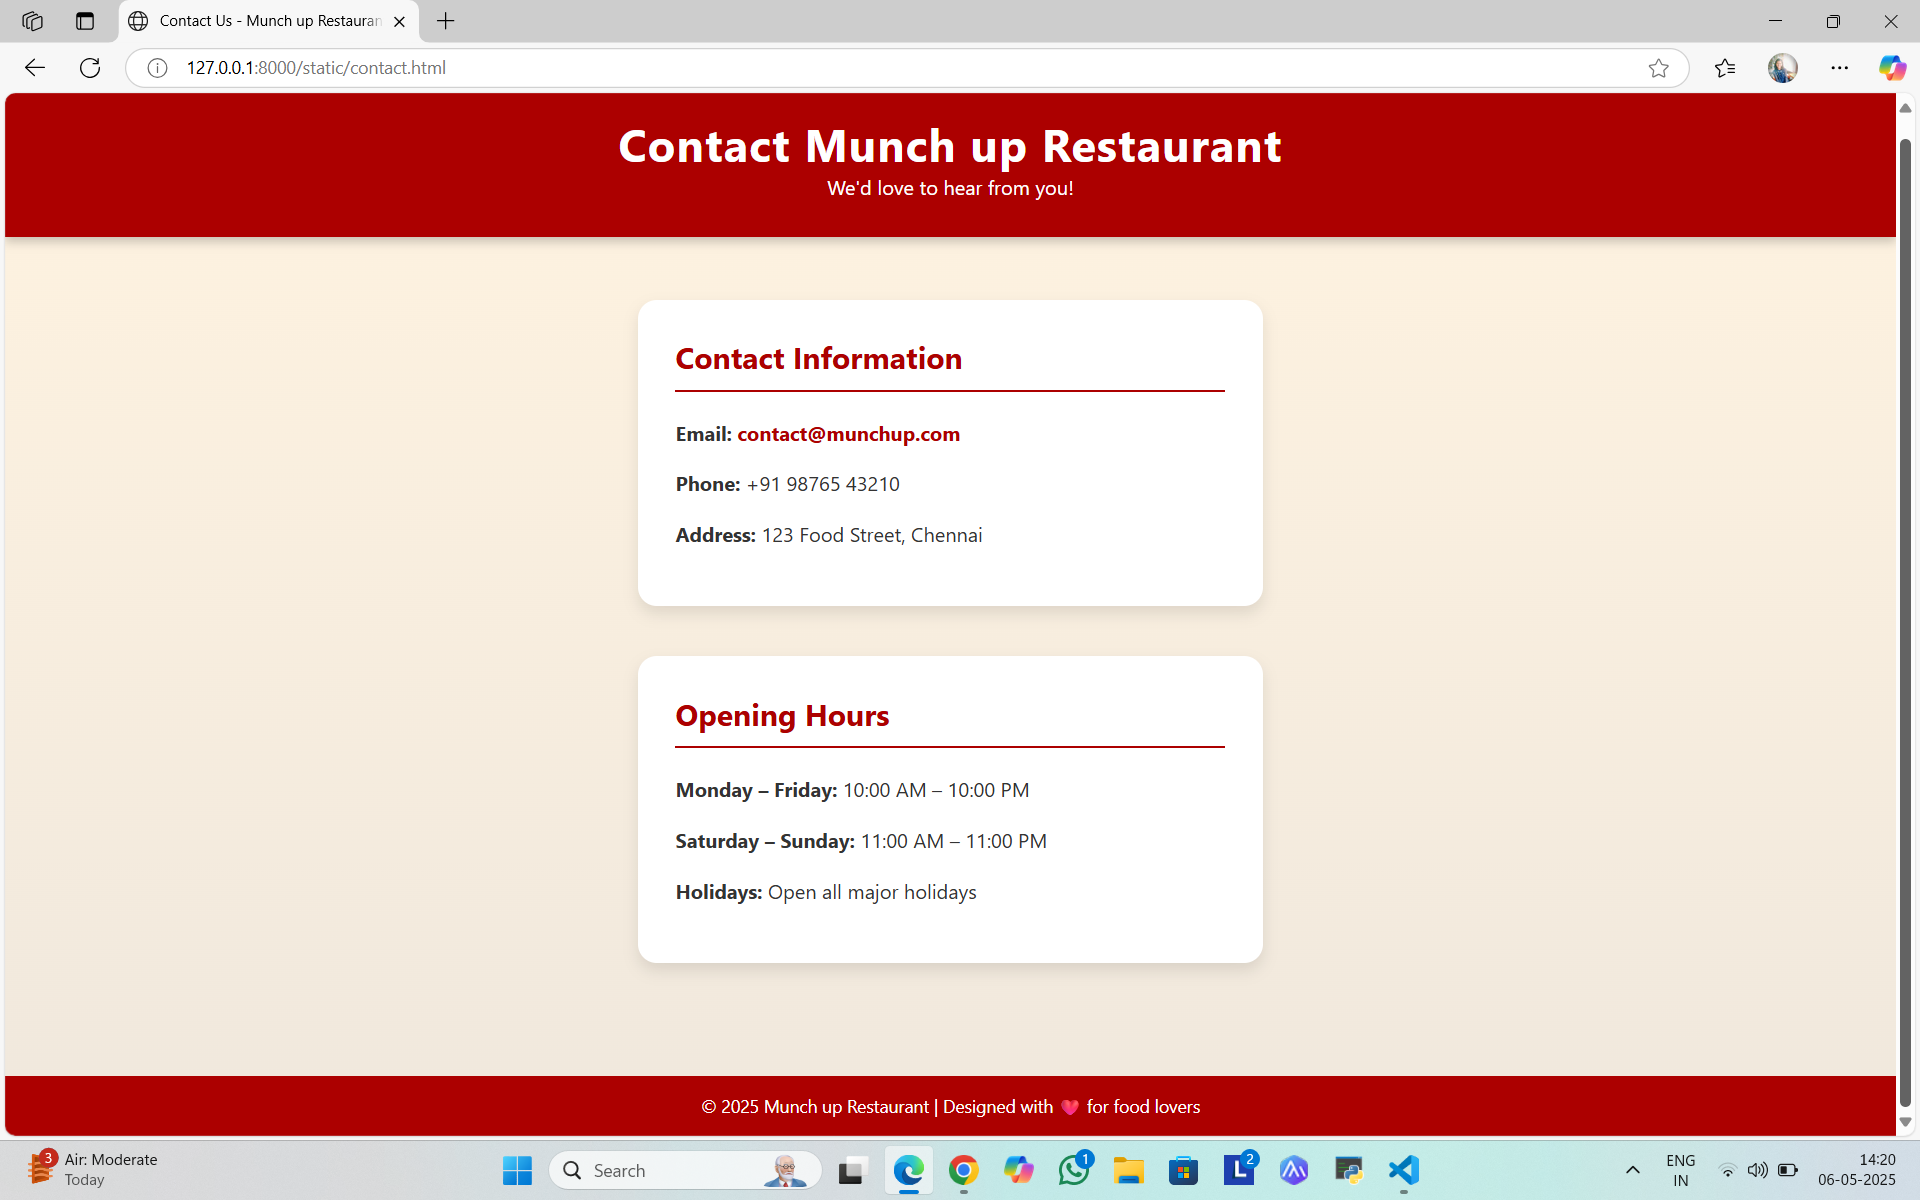 Contact Us - Munch up Restauran
127.0.0.1:8000/static/contact.html
Contact Munch up Restaurant
We'd love to hear from you!
Contact Information
Email: contact@munchup.com
Phone: +91 98765 43210
Address: 123 Food Street, Chennai
Opening Hours
Monday – Friday: 10:00 AM – 10:00 PM
Saturday – Sunday: 11:00 AM – 11:00 PM
Holidays: Open all major holidays
© 2025 Munch up Restaurant | Designed with ❤ for food lovers
3
Air: Moderate
Today
Search
1
L
2
ENG
IN
14:20
06-05-2025